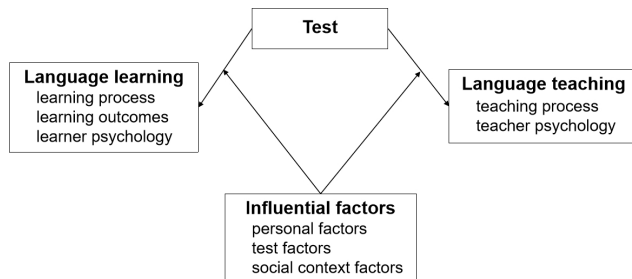 Test
Language learning
learning process
learning outcomes
learner psychology
Language teaching
teaching process
teacher psychology
Influential factors
personal factors
test factors
social context factors